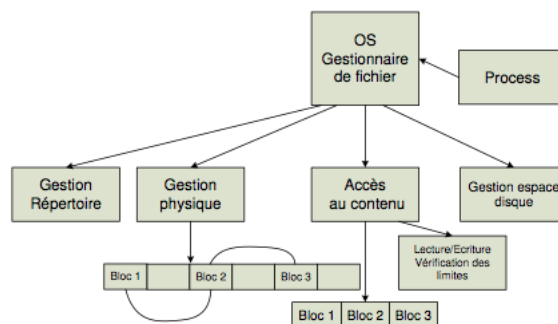 OS
Gestionnaire
de fichier
Process
Gestion
Répertoire
Gestion
physique
Accès
au contenu
Gestion espace
disque
Lecture/Ecriture
Vérification des
limites
Bloc 1 Bloc 2 Bloc 3
Bloc 1 Bloc 2 Bloc 3